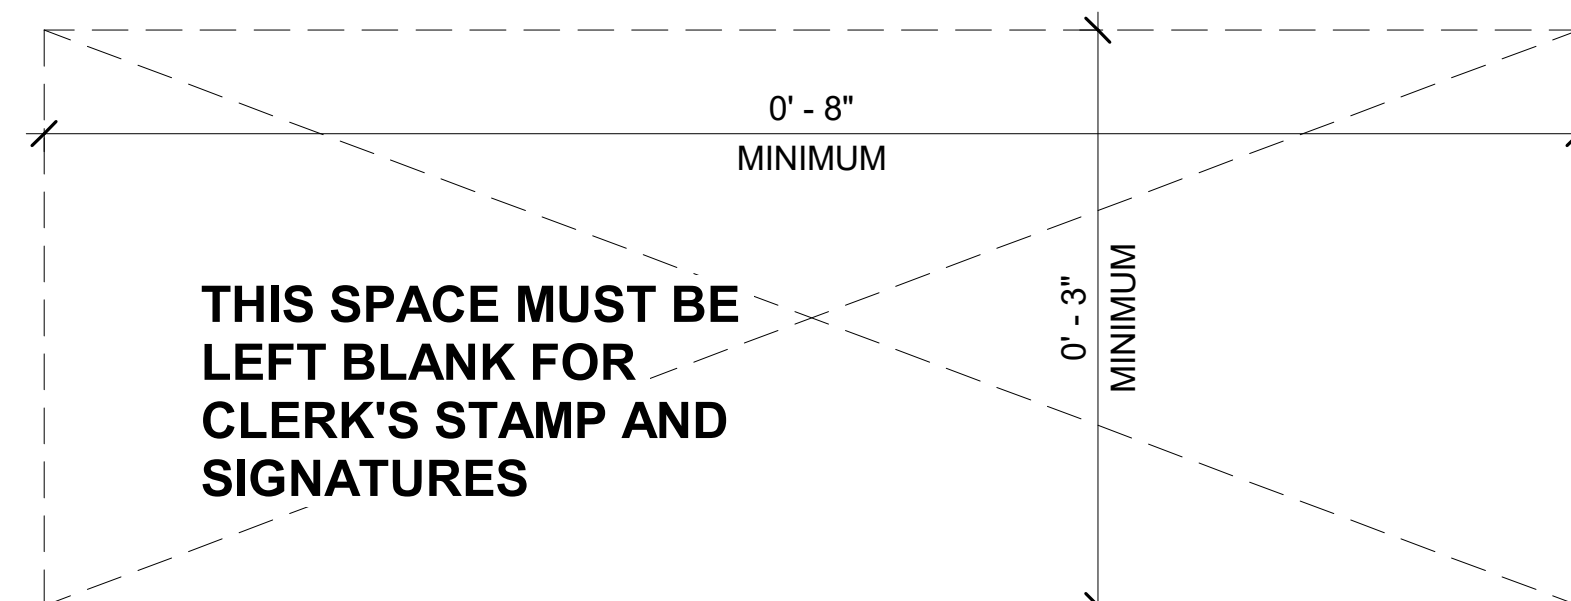 0' - 8"
MINIMUM
0' - 3"
MINIMUM
THIS SPACE MUST BE
LEFT BLANK FOR
CLERK'S STAMP AND
SIGNATURES